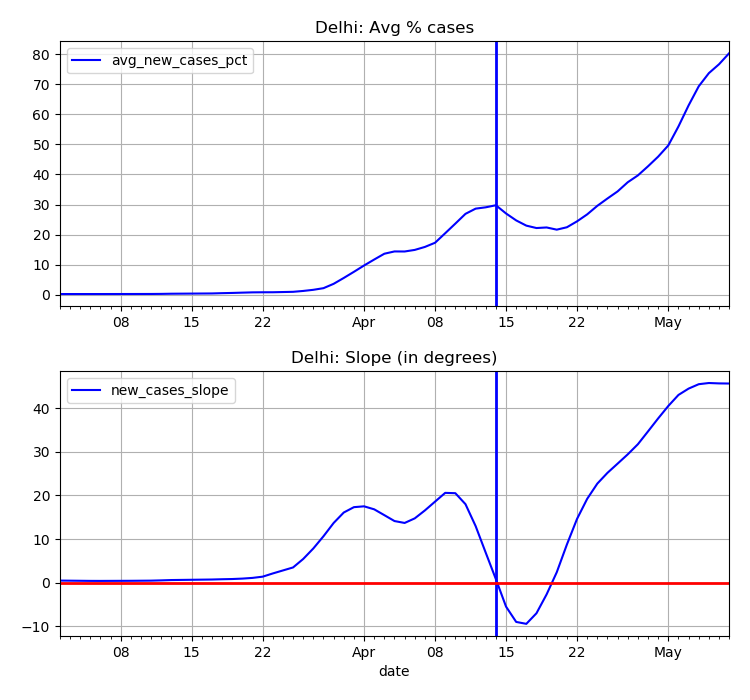 Delhi: Avg % cases
avg_new_cases_pct
80
70
60
50
40
30
20
10
0
08 15 22 Apr 08 15 22 May
Delhi: Slope (in degrees)
new_cases_slope
40
30
20
10
0
−10
08 15 22 Apr 08 15 22 May
date